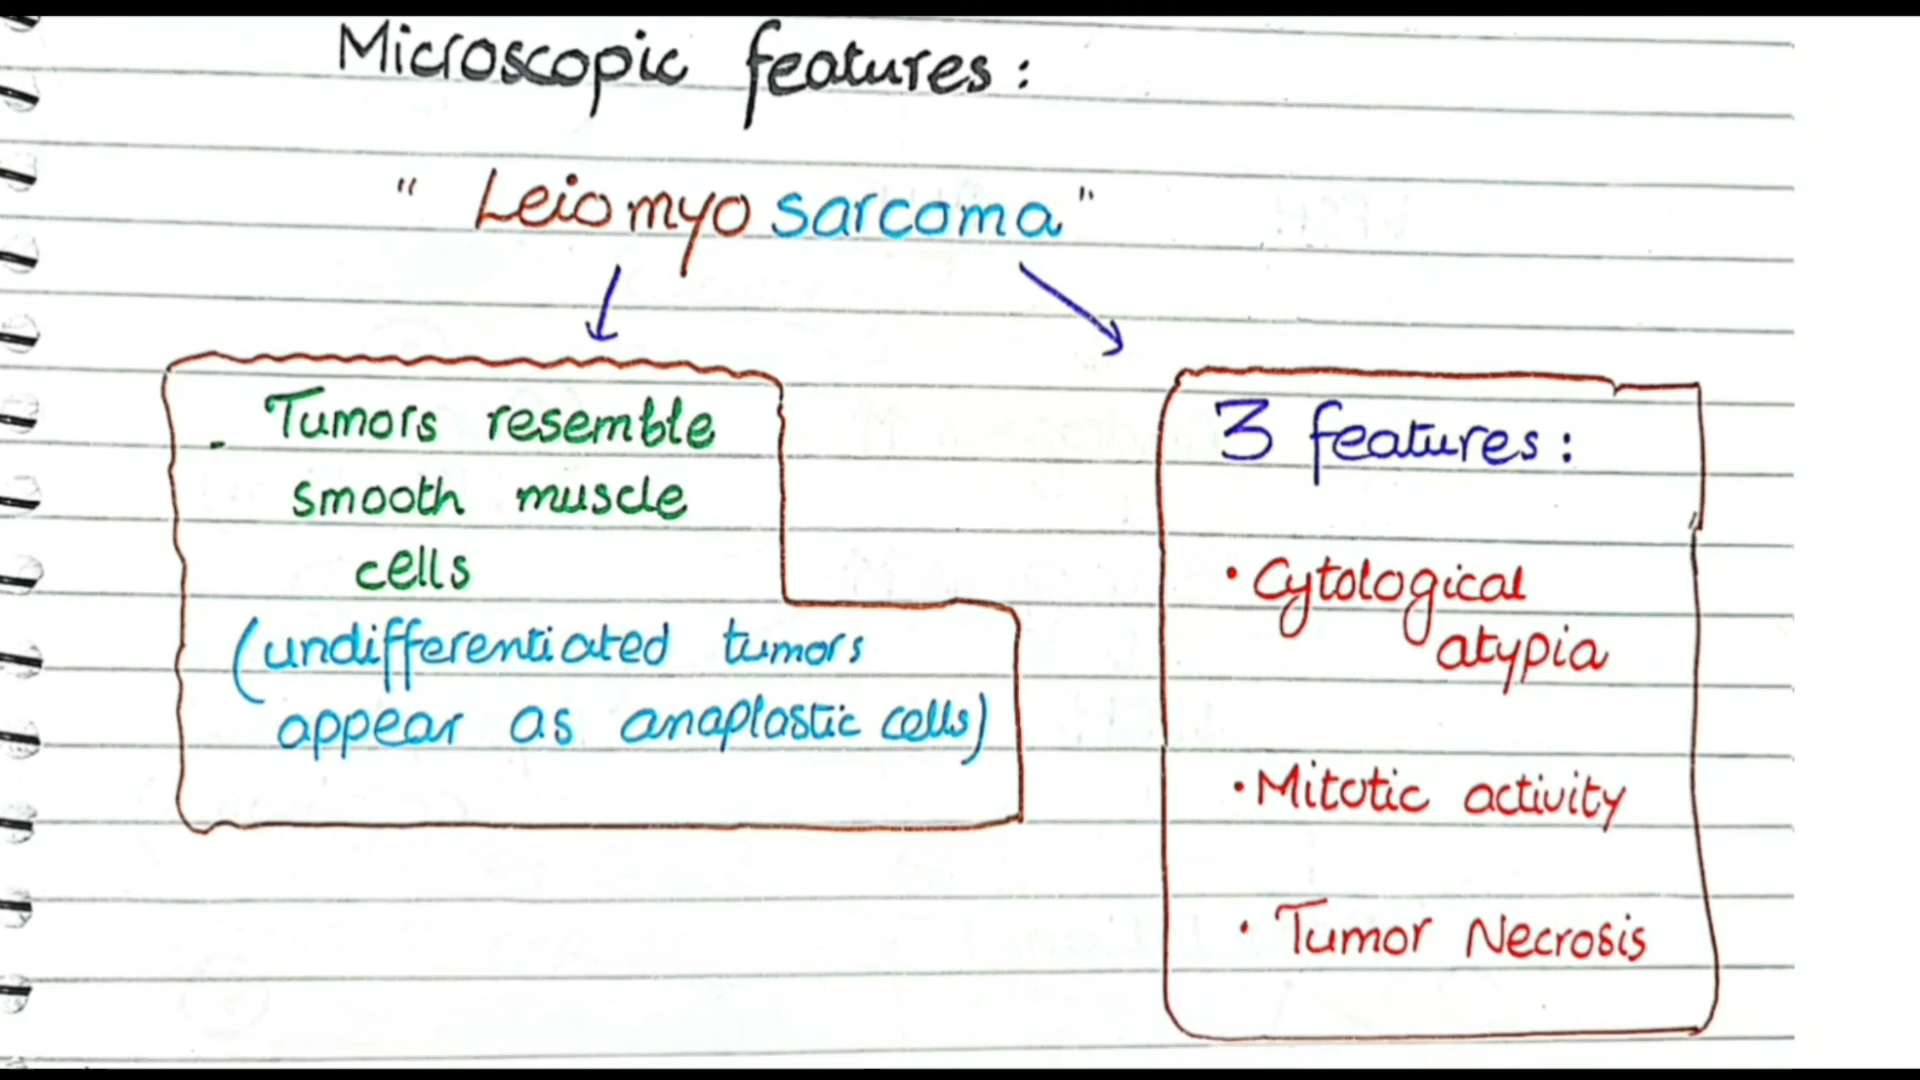 Microscopic features:
" Leiomyosarcoma "
- Tumors resemble
smooth muscle
cells
(undifferentiated tumors
appear as anaplastic cells)
3 features:
• Cytological
atypia
• Mitotic activity
• Tumor Necrosis